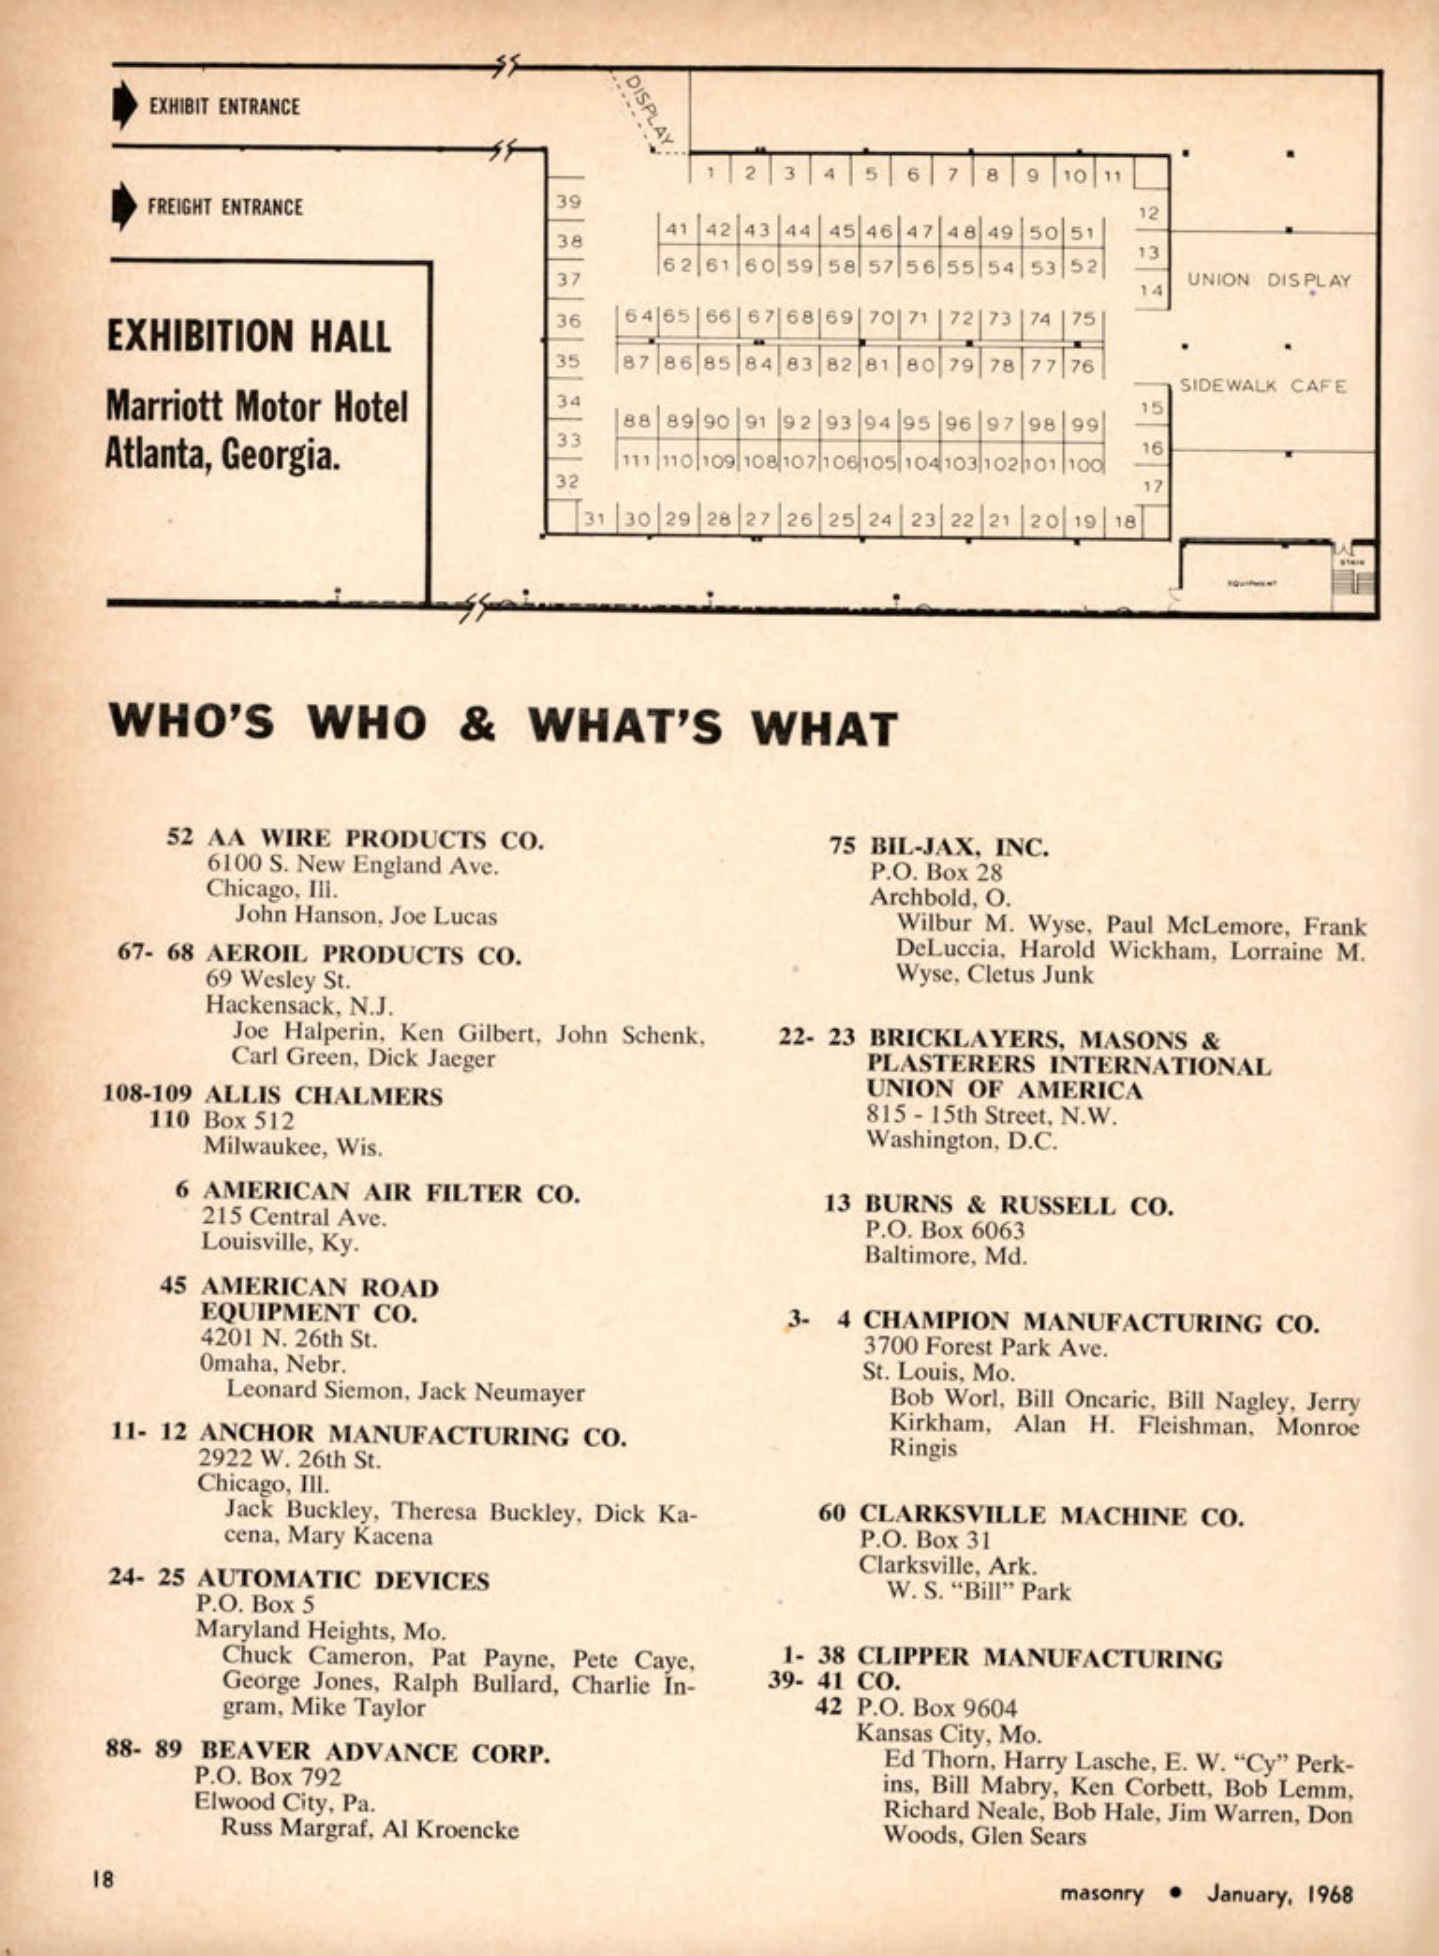 EXHIBIT ENTRANCE
FREIGHT ENTRANCE
EXHIBITION HALL
Marriott Motor Hotel
Atlanta, Georgia.
DISPLAY
1 2 3 4 5 6 7 8 9 10 11
39
12
41 42 43 44 45 46 47 48 49 50 51
38
13
62 61 60 59 58 57 56 55 54 53 52
37
14
UNION DISPLAY
36
64 65 66 67 68 69 70 71 72 73 74 75
35
87 86 85 84 83 82 81 80 79 78 77 76
SIDEWALK CAFE
34
15
88 89 90 91 92 93 94 95 96 97 98 99
33
16
111 110 109 108 107 106 105 104 103 102 101 100
32
17
31 30 29 28 27 26 25 24 23 22 21 20 19 18
STAIR
EQUIPMENT
WHO'S WHO & WHAT'S WHAT
52 AA WIRE PRODUCTS CO.
6100 S. New England Ave.
Chicago, Ill.
John Hanson, Joe Lucas
67- 68 AEROIL PRODUCTS CO.
69 Wesley St.
Hackensack, N.J.
Joe Halperin, Ken Gilbert, John Schenk,
Carl Green, Dick Jaeger
108-109 ALLIS CHALMERS
110 Box 512
Milwaukee, Wis.
6 AMERICAN AIR FILTER CO.
215 Central Ave.
Louisville, Ky.
45 AMERICAN ROAD
EQUIPMENT CO.
4201 N. 26th St.
Omaha, Nebr.
Leonard Siemon, Jack Neumayer
11- 12 ANCHOR MANUFACTURING CO.
2922 W. 26th St.
Chicago, Ill.
Jack Buckley, Theresa Buckley, Dick Ka-
cena, Mary Kacena
24- 25 AUTOMATIC DEVICES
P.O. Box 5
Maryland Heights, Mo.
Chuck Cameron, Pat Payne, Pete Caye,
George Jones, Ralph Bullard, Charlie In-
gram, Mike Taylor
88- 89 BEAVER ADVANCE CORP.
P.O. Box 792
Elwood City, Pa.
Russ Margraf, Al Kroencke
75 BIL-JAX, INC.
P.O. Box 28
Archbold, O.
Wilbur M. Wyse, Paul McLemore, Frank
DeLuccia, Harold Wickham, Lorraine M.
Wyse, Cletus Junk
22- 23 BRICKLAYERS, MASONS &
PLASTERERS INTERNATIONAL
UNION OF AMERICA
815 - 15th Street, N.W.
Washington, D.C.
13 BURNS & RUSSELL CO.
P.O. Box 6063
Baltimore, Md.
3- 4 CHAMPION MANUFACTURING CO.
3700 Forest Park Ave.
St. Louis, Mo.
Bob Worl, Bill Oncaric, Bill Nagley, Jerry
Kirkham, Alan H. Fleishman, Monroe
Ringis
60 CLARKSVILLE MACHINE CO.
P.O. Box 31
Clarksville, Ark.
W. S. "Bill" Park
1- 38 CLIPPER MANUFACTURING
39- 41 CO.
42 P.O. Box 9604
Kansas City, Mo.
Ed Thorn, Harry Lasche, E. W. "Cy" Perk-
ins, Bill Mabry, Ken Corbett, Bob Lemm,
Richard Neale, Bob Hale, Jim Warren, Don
Woods, Glen Sears
18
masonry • January, 1968